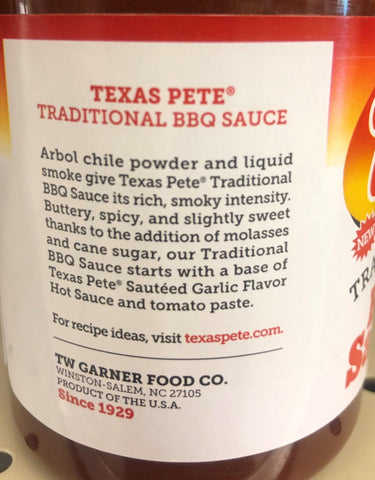 TEXAS PETE®
TRADITIONAL BBQ SAUCE
Arbol chile powder and liquid
smoke give Texas Pete® Traditional
BBQ Sauce its rich, smoky intensity.
Buttery, spicy, and slightly sweet
thanks to the addition of molasses
and cane sugar, our Traditional
BBQ Sauce starts with a base of
Texas Pete® Sautéed Garlic Flavor
Hot Sauce and tomato paste.
For recipe ideas, visit texaspete.com.
TW GARNER FOOD CO.
WINSTON-SALEM, NC 27105
PRODUCT OF THE U.S.A.
Since 1929
NEW
TRA